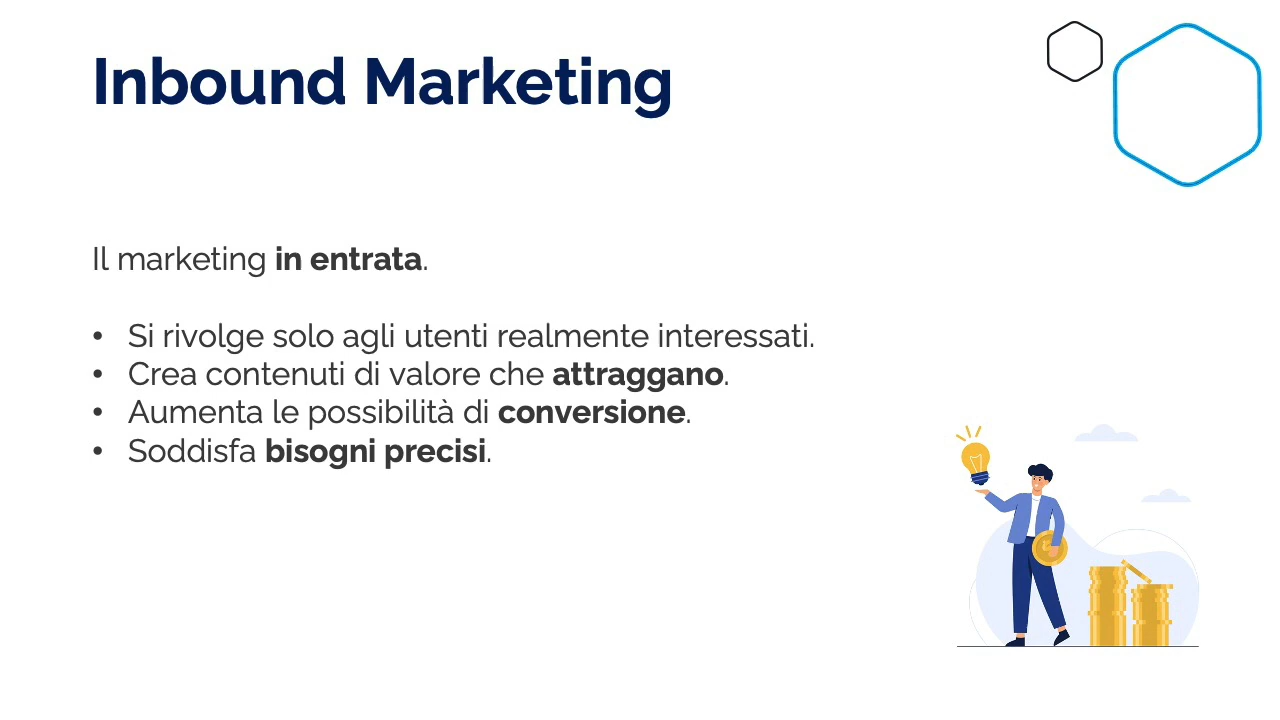 Inbound Marketing
Il marketing in entrata.
• Si rivolge solo agli utenti realmente interessati.
• Crea contenuti di valore che attraggano.
• Aumenta le possibilità di conversione.
• Soddisfa bisogni precisi.